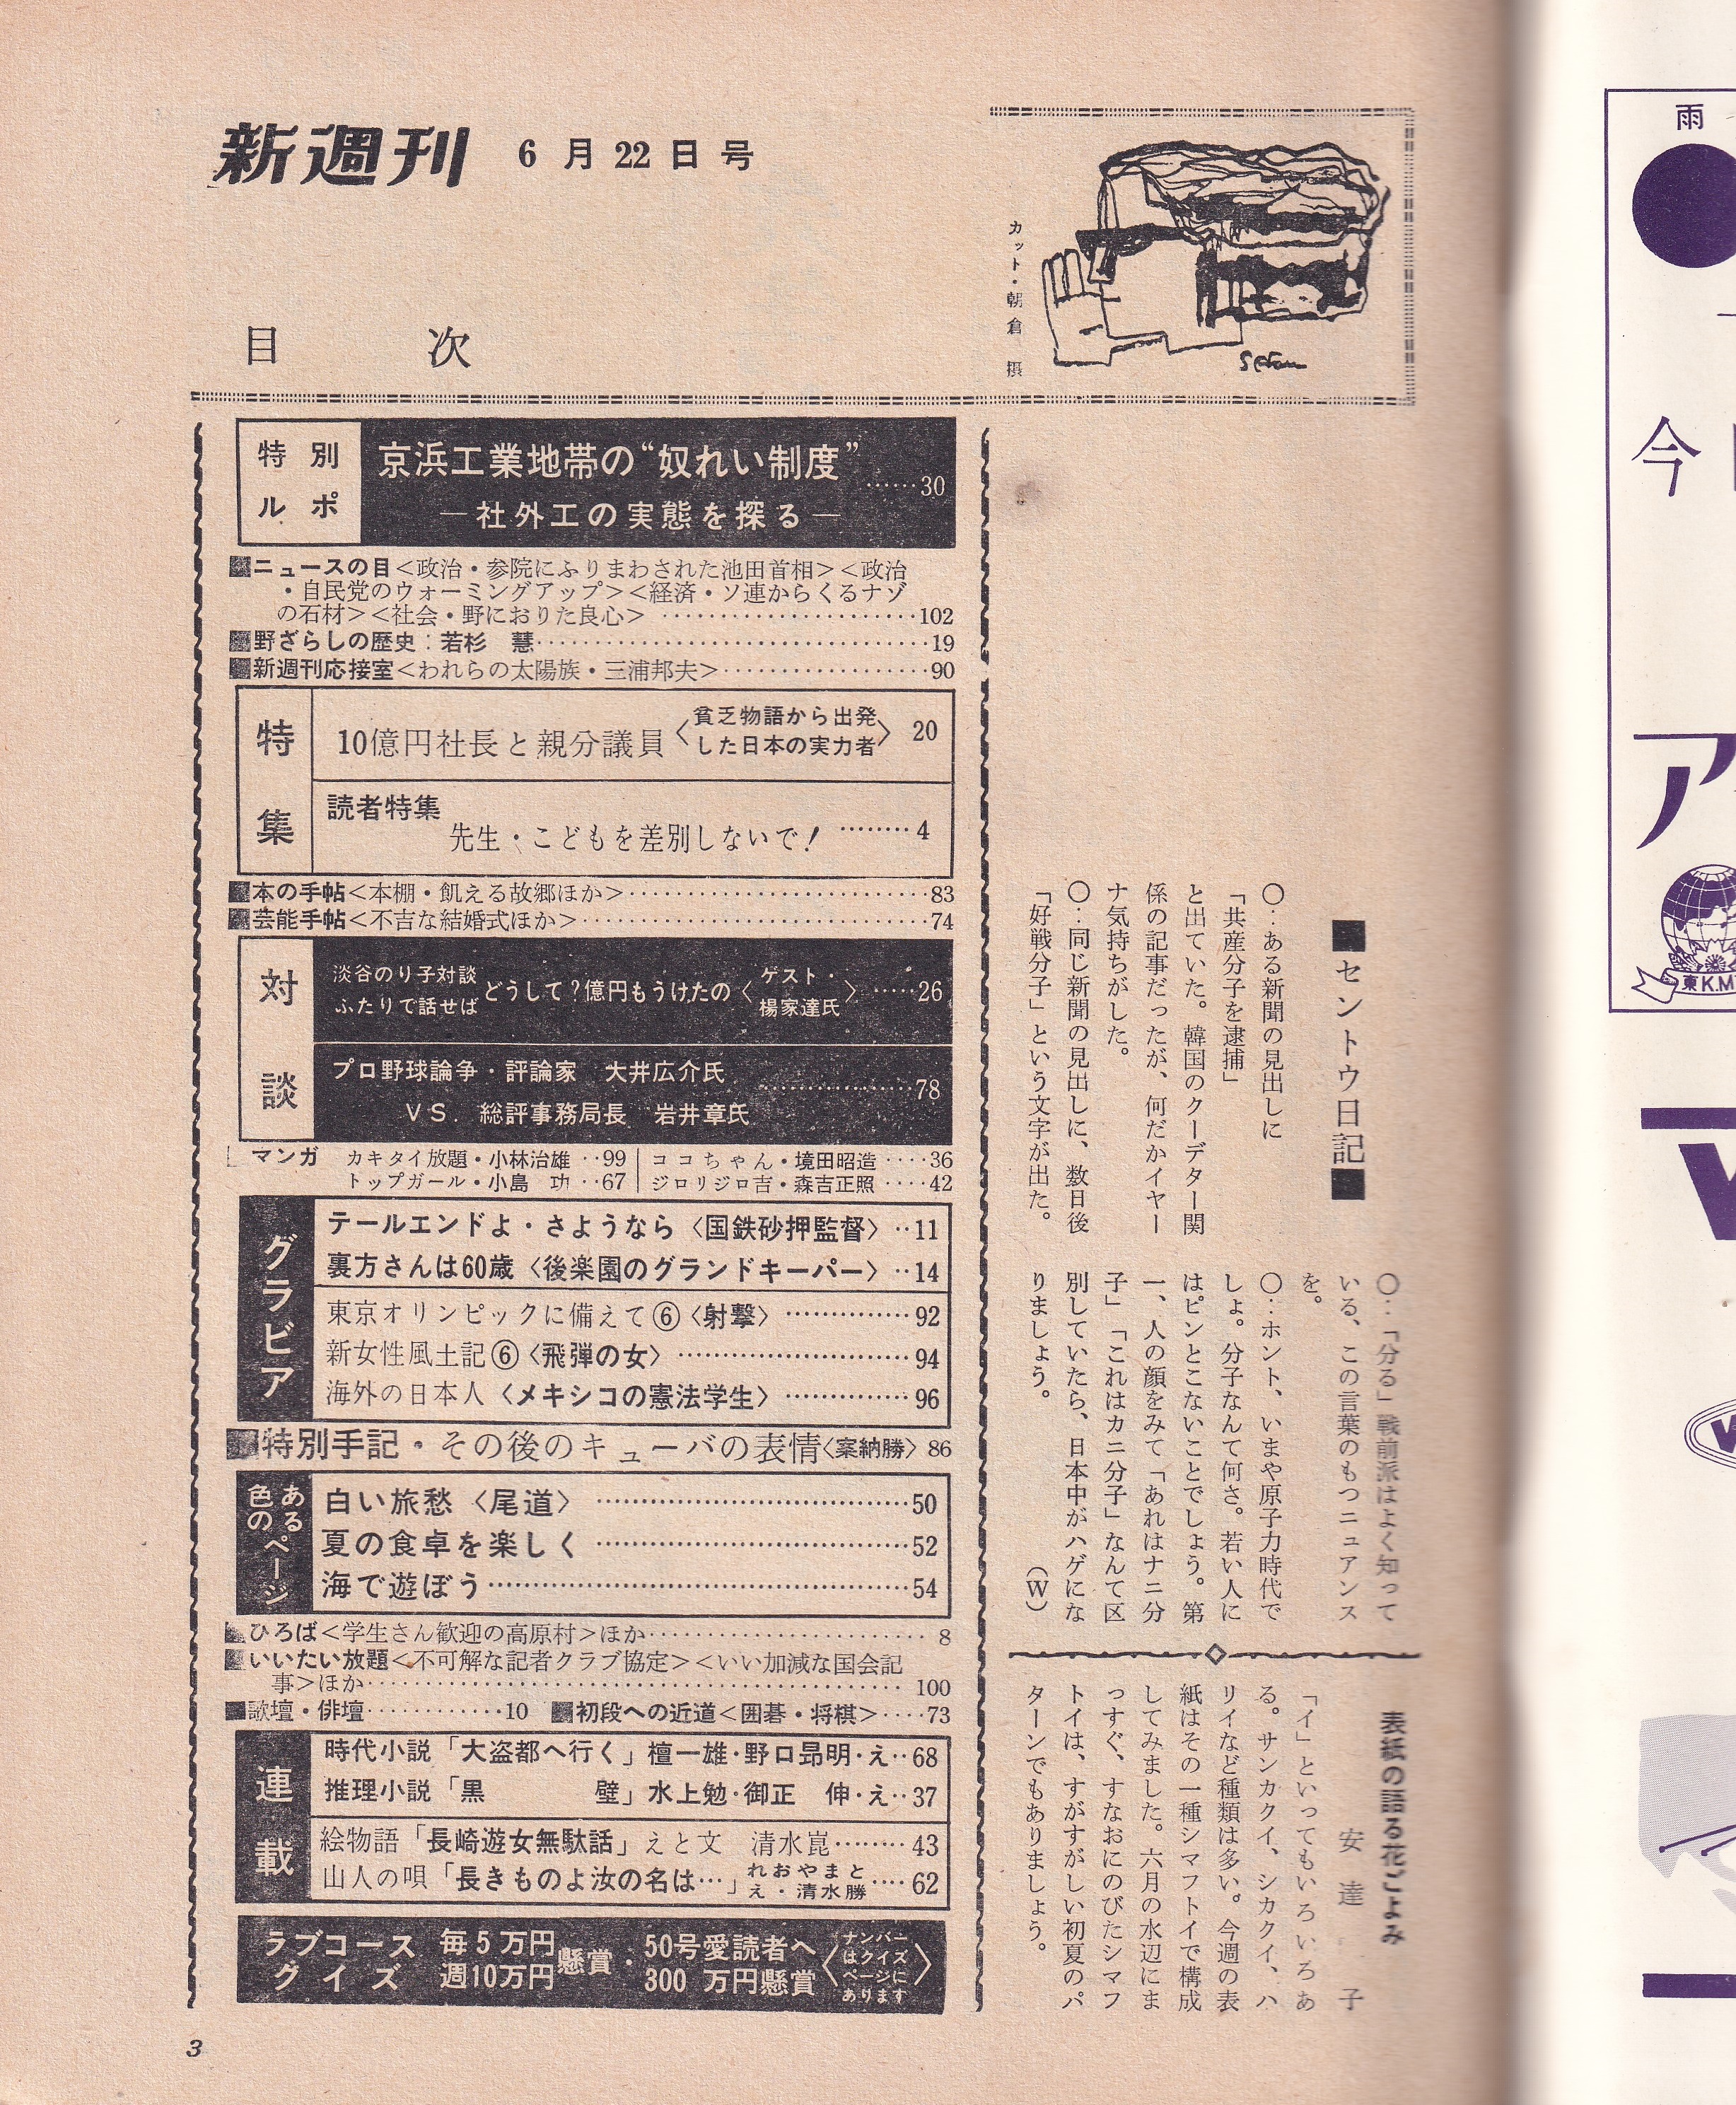 新週刊 6月22日号
目次
カット・朝倉 摂
特別ルポ
京浜工業地帯の“奴れい制度”
―社外工の実態を探る― ……30
■ニュースの目＜政治・参院にふりまわされた池田首相＞＜政治
・自民党のウォーミングアップ＞＜経済・ソ連からくるナゾ
の石材＞＜社会・野におりた良心＞……102
■野ざらしの歴史：若杉 慧……19
■新週刊応接室＜われらの太陽族・三浦邦夫＞……90
特集
10億円社長と親分議員〈貧乏物語から出発した日本の実力者〉 20
読者特集
先生・こどもを差別しないで！………4
■本の手帖＜本棚・飢える故郷ほか＞……83
■芸能手帖＜不吉な結婚式ほか＞……74
対談
淡谷のり子対談
ふたりで話せば
どうして？億円もうけたの〈ゲスト・楊家達氏〉……26
プロ野球論争・評論家 大井広介氏
VS. 総評事務局長 岩井章氏 ……78
マンガ
カキタイ放題・小林治雄‥99
トップガール・小島 功‥67
ココちゃん・境田昭造‥‥36
ジロリジロ吉・森吉正照‥‥42
グラビア
テールエンドよ・さようなら〈国鉄砂押監督〉‥11
裏方さんは60歳〈後楽園のグランドキーパー〉‥14
東京オリンピックに備えて⑥〈射撃〉……92
新女性風土記⑥〈飛弾の女〉……94
海外の日本人〈メキシコの憲法学生〉……96
■特別手記・その後のキューバの表情〈案納勝〉86
ある色のページ
白い旅愁〈尾道〉……50
夏の食卓を楽しく……52
海で遊ぼう……54
■ひろば＜学生さん歓迎の高原村＞ほか……8
■いいたい放題＜不可解な記者クラブ協定＞＜いい加減な国会記
事＞ほか……100
■歌壇・俳壇……10 ■初段への近道＜囲碁・将棋＞‥‥73
連載
時代小説「大盗都へ行く」檀一雄・野口昂明・え‥68
推理小説「黒 壁」水上勉・御正 伸・え‥37
絵物語「長崎遊女無駄話」えと文 清水崑……43
山人の唄「長きものよ汝の名は…」れおやまと え・清水勝 ‥‥62
ラブコースクイズ
毎5万円
週10万円
懸賞・
50号愛読者へ
300万円懸賞
〈ナンバーはクイズページにあります〉
3
■セントウ日記■
〇…ある新聞の見出しに
「共産分子を逮捕」
と出ていた。韓国のクーデター関
係の記事だったが、何だかイヤー
ナ気持ちがした。
〇…同じ新聞の見出しに、数日後
「好戦分子」という文字が出た。
〇…「分る」戦前派はよく知って
いる、この言葉のもつニュアンス
を。
〇…ホント、いまや原子力時代で
しょ。分子なんて何さ。若い人に
はピンとこないことでしょう。第
一、人の顔をみて「あれはナニ分
子」「これはカニ分子」なんて区
別していたら、日本中がハゲにな
りましょう。 （W）
表紙の語る花ごよみ
安達 子
「イ」といってもいろいろあ
る。サンカクイ、シカクイ、ハ
リイなど種類は多い。今週の表
紙はその一種シマフトイで構成
してみました。六月の水辺にま
っすぐ、すなおにのびたシマフ
トイは、すがすがしい初夏のパ
ターンでもありましょう。
雨
今
ア
東K.M